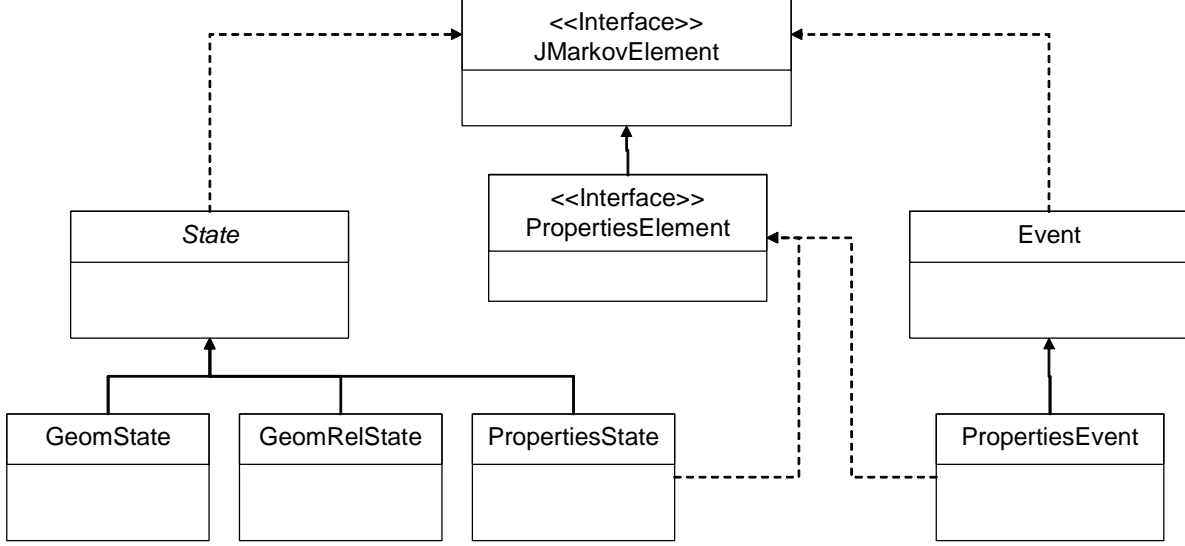 <<Interface>>
JMarkovElement
<<Interface>>
PropertiesElement
State
Event
GeomState
GeomRelState
PropertiesState
PropertiesEvent